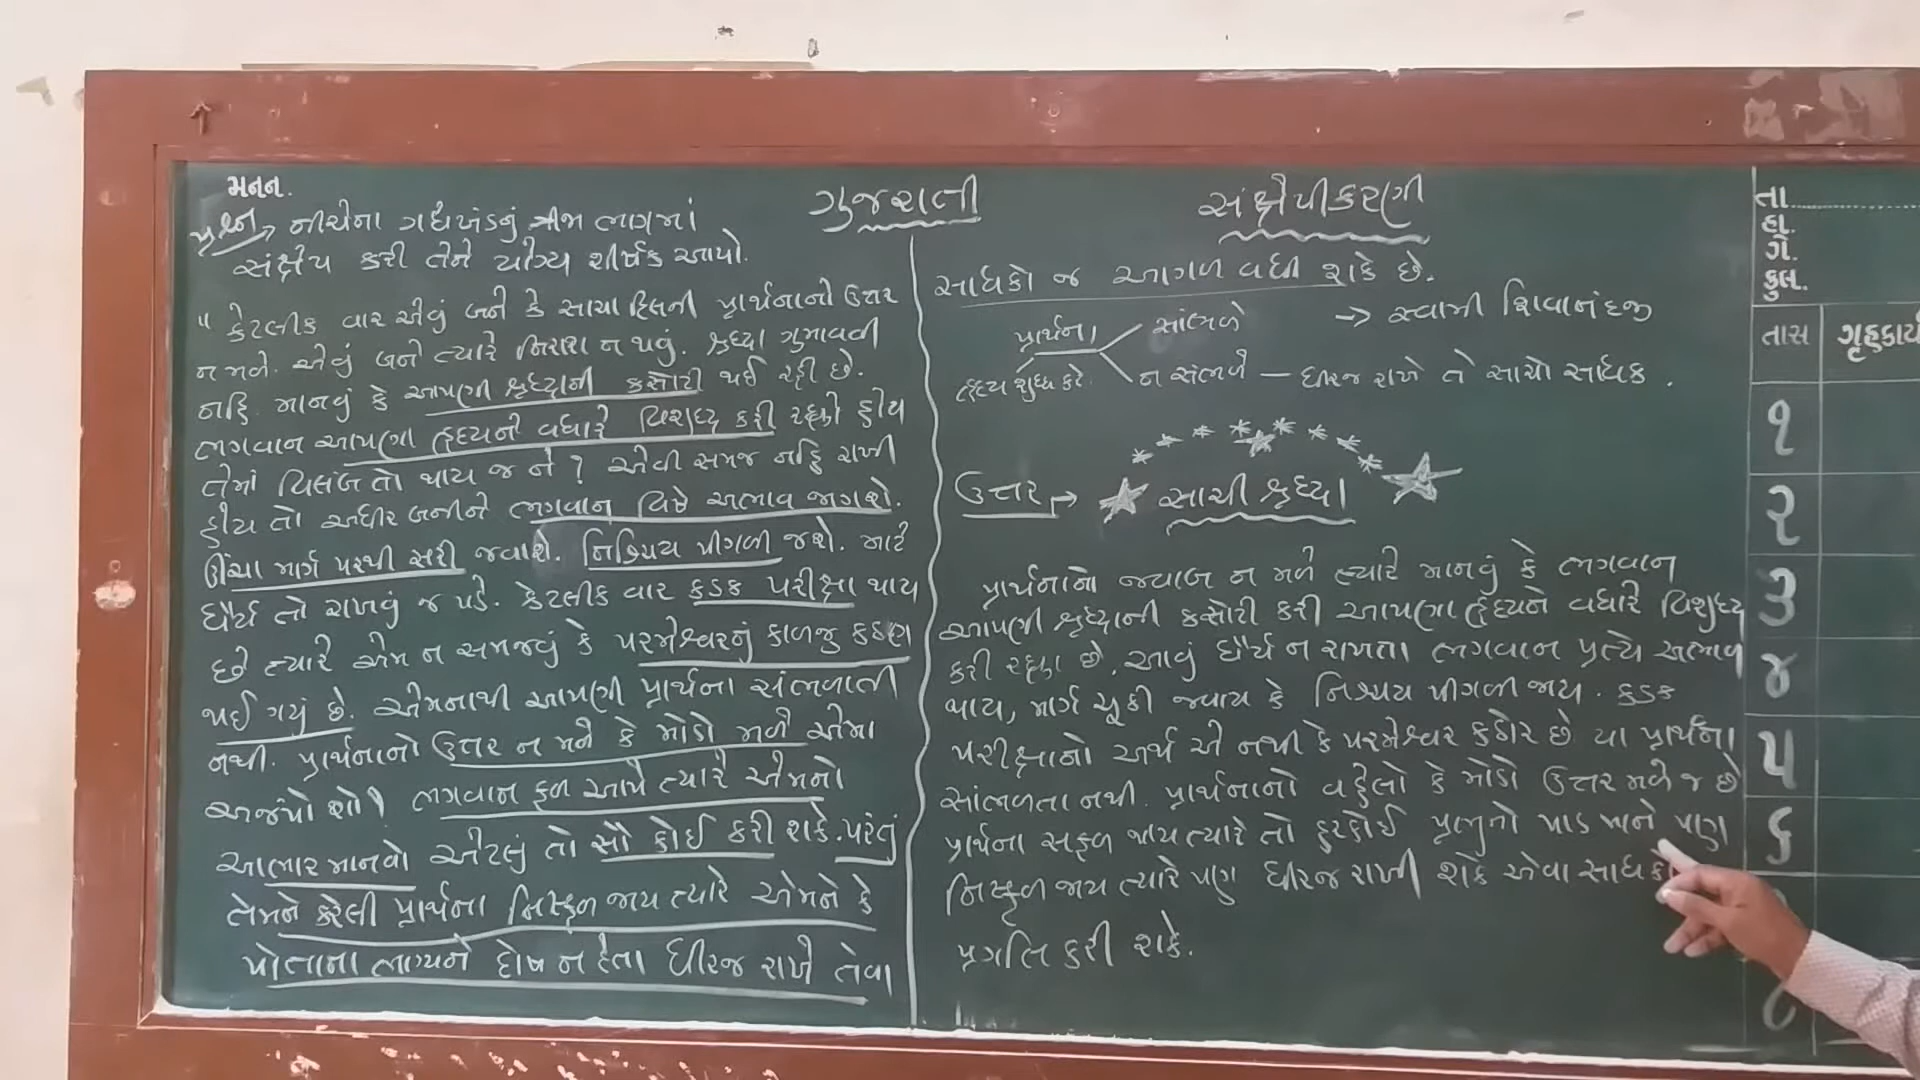 મનન.
ગુજરાતી
સંક્ષેપીકરણ
પ્રશ્ન → નીચેના ગદ્યખંડનું ત્રીજા ભાગમાં
સંક્ષેપ કરી તેને યોગ્ય શીર્ષક આપો.
" કેટલીક વાર એવું બને કે સાચા દિલની પ્રાર્થનાનો ઉત્તર
ન મળે. એવું બને ત્યારે નિરાશ ન થવું. શ્રધ્ધા ગુમાવવી
નહિ. માનવું કે આપણી શ્રધ્ધાની કસોટી થઈ રહી છે.
ભગવાન આપણા હૃદયને વધારે વિશુધ્ધ કરી રહ્યો હોય
તેમાં વિલંબ તો થાય જ ને ? એવી સમજ નહિ રાખી
હોય તો અધીર બનીને ભગવાન વિષે અભાવ જાગશે.
ઊંચા માર્ગ પરથી સરી જવાશે. નિશ્ચય પીગળી જશે. માટે
ધૈર્ય તો રાખવું જ પડે. કેટલીક વાર કડક પરીક્ષા થાય
છે ત્યારે એમ ન સમજવું કે પરમેશ્વરનું કાળજુ કઠણ
થઈ ગયું છે. એમનાથી આપણી પ્રાર્થના સંભળાતી
નથી. પ્રાર્થનાનો ઉત્તર ન મળે કે મોડો મળે એમા
અજંપો શો? ભગવાન ફળ આપે ત્યારે એમનો
આભાર માનવો એટલું તો સૌ કોઈ કરી શકે. પરંતું
તેમને કરેલી પ્રાર્થના નિષ્ફળ જાય ત્યારે એમને કે
પોતાના ભાગ્યને દોષ ન દેતા ધીરજ રાખે તેવા
સાધકો જ આગળ વધી શકે છે.
→ સ્વામી શિવાનંદજી
પ્રાર્થના
સાંભળે
હૃદય શુધ્ધ કરે.
ન સંભળે — ધીરજ રાખે તે સાચો સાધક .
ઉત્તર → સાચી શ્રધ્ધા
પ્રાર્થનાનો જવાબ ન મળે ત્યારે માનવું કે ભગવાન
આપણી શ્રધ્ધાની કસોટી કરી આપણા હૃદયને વધારે વિશુધ્ધ
કરી રહ્યા છે. આવું ધૈર્ય ન રાખતા ભગવાન પ્રત્યે અભાવ
થાય, માર્ગ ચૂકી જવાય કે નિશ્ચય પીગળી જાય. કડક
પરીક્ષાનો અર્થ એ નથી કે પરમેશ્વર કઠોર છે યા પ્રાર્થના
સાંભળતા નથી. પ્રાર્થનાનો વહેલો કે મોડો ઉત્તર મળે જ છે
પ્રાર્થના સફળ થાય ત્યારે તો હરકોઈ પ્રભુનો પાડ માને પણ
નિષ્ફળ જાય ત્યારે પણ ધીરજ રાખી શકે એવા સાધકો
પ્રગતિ કરી શકે.
તા
હા.
ગે.
કુલ.
તાસ ગૃહકાર્ય
૧
૨
૩
૪
૫
૬